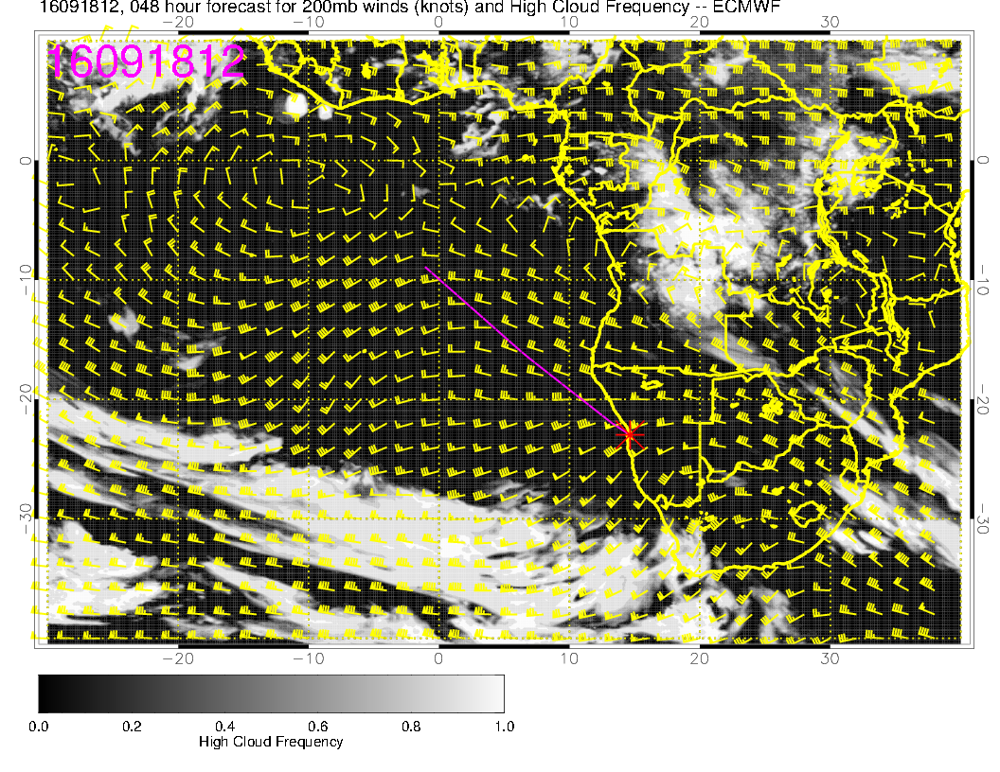 16091812, 048 hour forecast for 200mb winds (knots) and High Cloud Frequency -- ECMWF
−20 −10 0 10 20 30
16091812
0 0
−10 −10
−20 −20
−30 −30
−20 −10 0 10 20 30
0.0 0.2 0.4 0.6 0.8 1.0
High Cloud Frequency